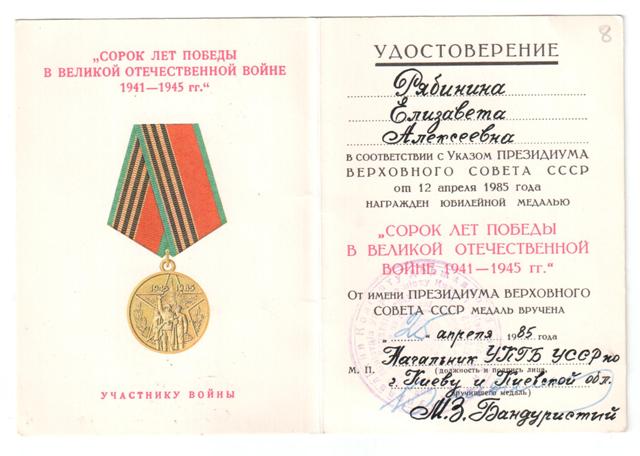 „СОРОК ЛЕТ ПОБЕДЫ
В ВЕЛИКОЙ ОТЕЧЕСТВЕННОЙ ВОЙНЕ
1941—1945 гг.“
1945 1985
УЧАСТНИКУ ВОЙНЫ
8
УДОСТОВЕРЕНИЕ
Рябинина
Елизавета
Алексеевна
В СООТВЕТСТВИИ С УКАЗОМ ПРЕЗИДИУМА
ВЕРХОВНОГО СОВЕТА СССР
от 12 апреля 1985 года
НАГРАЖДЕН ЮБИЛЕЙНОЙ МЕДАЛЬЮ
„СОРОК ЛЕТ ПОБЕДЫ
В ВЕЛИКОЙ ОТЕЧЕСТВЕННОЙ
ВОЙНЕ 1941—1945 гг.“
От имени ПРЕЗИДИУМА ВЕРХОВНОГО
СОВЕТА СССР МЕДАЛЬ ВРУЧЕНА
„25“ апреля 1985 г.
Начальник УПТБ УССР по
М. П. (должность и подпись лица,
г. Киеву и Киевской обл.
вручившего медаль)
М.З. Бандуристый